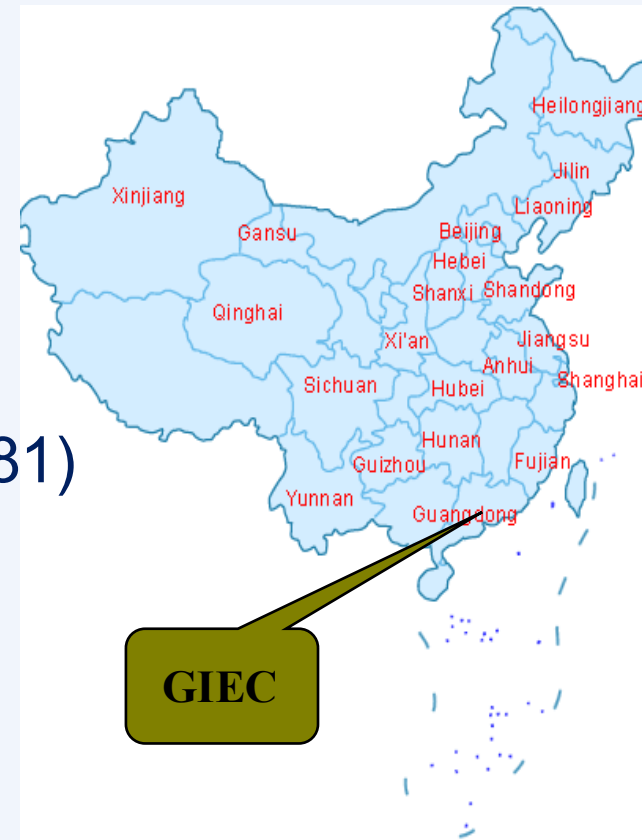 Heilongjiang
Jilin
Xinjiang
Liaoning
Gansu
Beijing
Hebei
Shanxi
Shandong
Qinghai
Xi'an
Jiangsu
Anhui
Sichuan
Hubei
Shanghai
Hunan
31)
Guizhou
Fujian
Yunnan
Guangdong
GIEC